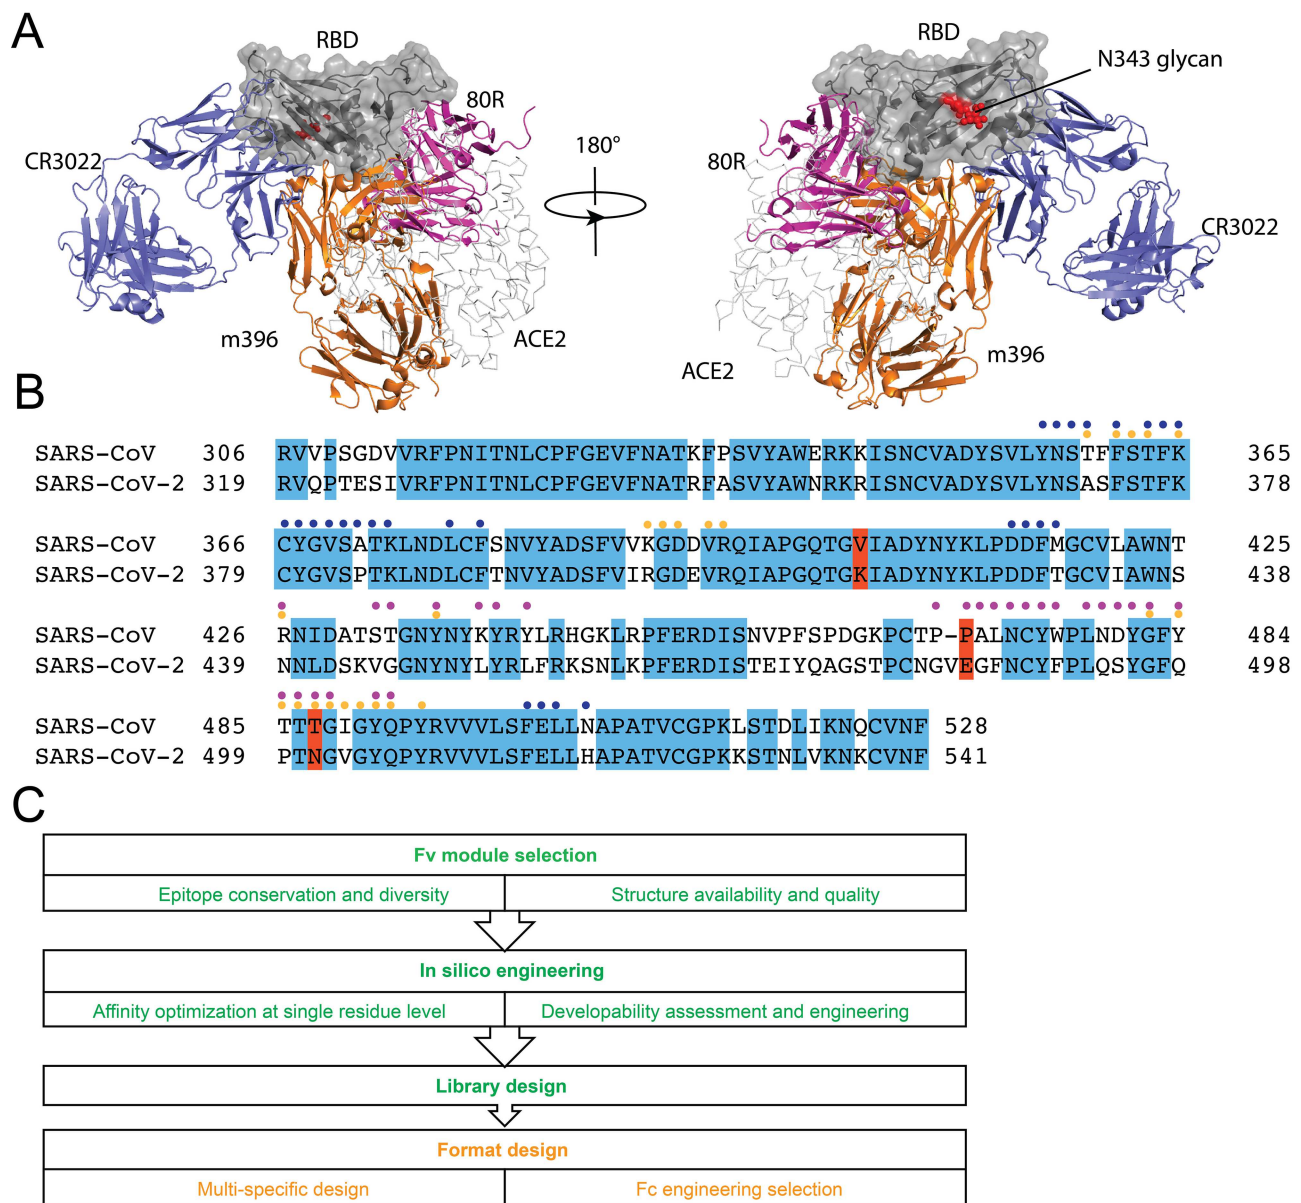 A
RBD
80R
CR3022
m396
ACE2
180°
RBD
N343 glycan
80R
CR3022
m396
ACE2
B
SARS-CoV 306 RVVPSGDVVRFPNITNLCPFGEVFNATKFPSVYAWERKKISNCVADYSVLYNSTFFSTFK 365
SARS-CoV-2 319 RVQPTESIVRFPNITNLCPFGEVFNATRFASVYAWNRKRISNCVADYSVLYNSASFSTFK 378
SARS-CoV 366 CYGVSATKLNDLCFSNVYADSFVVKGDDVRQIAPGQTGVIADYNYKLPDDFMGCVLAWNT 425
SARS-CoV-2 379 CYGVSPTKLNDLCFTNVYADSFVIRGDEVRQIAPGQTGKIADYNYKLPDDFTGCVIAWNS 438
SARS-CoV 426 RNIDATSTGNYNYKYRYLRHGKLRPFERDISNVPFSPDGKPCTP-PALNCYWPLNDYGFY 484
SARS-CoV-2 439 NNLDSKVGGNYNYLYRLFRKSNLKPFERDISTEIYQAGSTPCNGVEGFNCYFPLQSYGFQ 498
SARS-CoV 485 TTTGIGYQPYRVVVLSFELLNAPATVCGPKLSTDLIKNQCVNF 528
SARS-CoV-2 499 PTNGVGYQPYRVVVLSFELLHAPATVCGPKKSTNLVKNKCVNF 541
C
Fv module selection
Epitope conservation and diversity
Structure availability and quality
In silico engineering
Affinity optimization at single residue level
Developability assessment and engineering
Library design
Format design
Multi-specific design
Fc engineering selection